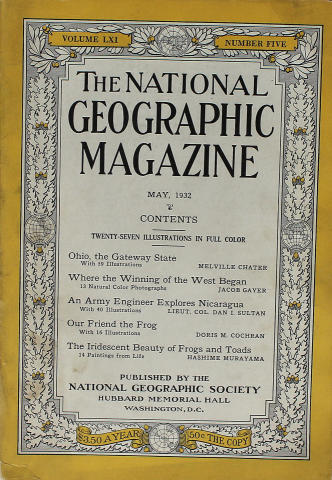 VOLUME LXI
NUMBER FIVE
THE NATIONAL
GEOGRAPHIC
MAGAZINE
MAY, 1932
CONTENTS
TWENTY-SEVEN ILLUSTRATIONS IN FULL COLOR
Ohio, the Gateway State
With 59 Illustrations MELVILLE CHATER
Where the Winning of the West Began
13 Natural Color Photographs JACOB GAYER
An Army Engineer Explores Nicaragua
With 40 Illustrations LIEUT. COL. DAN I. SULTAN
Our Friend the Frog
With 16 Illustrations DORIS M. COCHRAN
The Iridescent Beauty of Frogs and Toads
14 Paintings from Life HASHIME MURAYAMA
PUBLISHED BY THE
NATIONAL GEOGRAPHIC SOCIETY
HUBBARD MEMORIAL HALL
WASHINGTON, D.C.
$3.50 A YEAR
50¢ THE COPY